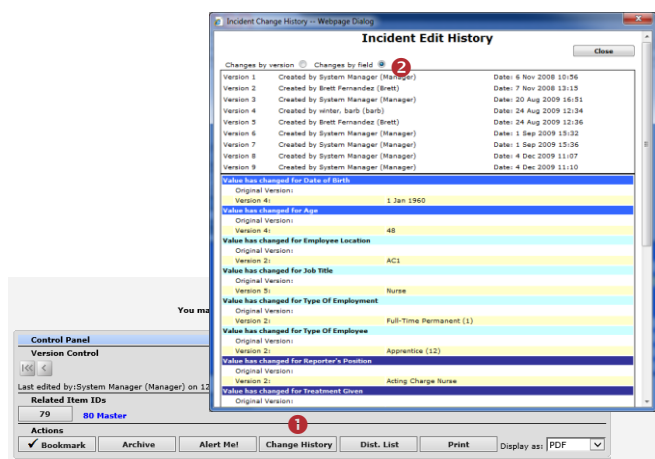 Incident Change History -- Webpage Dialog
Incident Edit History
Close
Changes by version Changes by field
2
Version 1 Created by System Manager (Manager) Date: 6 Nov 2008 10:56
Version 2 Created by Brett Fernandez (Brett) Date: 7 Nov 2008 13:15
Version 3 Created by System Manager (Manager) Date: 20 Aug 2009 16:51
Version 4 Created by winter, barb (barb) Date: 24 Aug 2009 12:34
Version 5 Created by Brett Fernandez (Brett) Date: 24 Aug 2009 12:36
Version 6 Created by System Manager (Manager) Date: 1 Sep 2009 15:32
Version 7 Created by System Manager (Manager) Date: 1 Sep 2009 15:36
Version 8 Created by System Manager (Manager) Date: 4 Dec 2009 11:07
Version 9 Created by System Manager (Manager) Date: 4 Dec 2009 11:10
Value has changed for Date of Birth
Original Version:
Version 4: 1 Jan 1960
Value has changed for Age
Original Version:
Version 4: 48
Value has changed for Employee Location
Original Version:
Version 2: AC1
Value has changed for Job Title
Original Version:
Version 5: Nurse
Value has changed for Type Of Employment
Original Version:
Version 2: Full-Time Permanent (1)
Value has changed for Type Of Employee
Original Version:
Version 2: Apprentice (12)
Value has changed for Reporter's Position
Original Version:
Version 2: Acting Charge Nurse
Value has changed for Treatment Given
Original Version:
You ma
Control Panel
Version Control
Last edited by:System Manager (Manager) on 12
Related Item IDs
79 80 Master
1
Actions
Bookmark Archive Alert Me! Change History Dist. List Print Display as: PDF